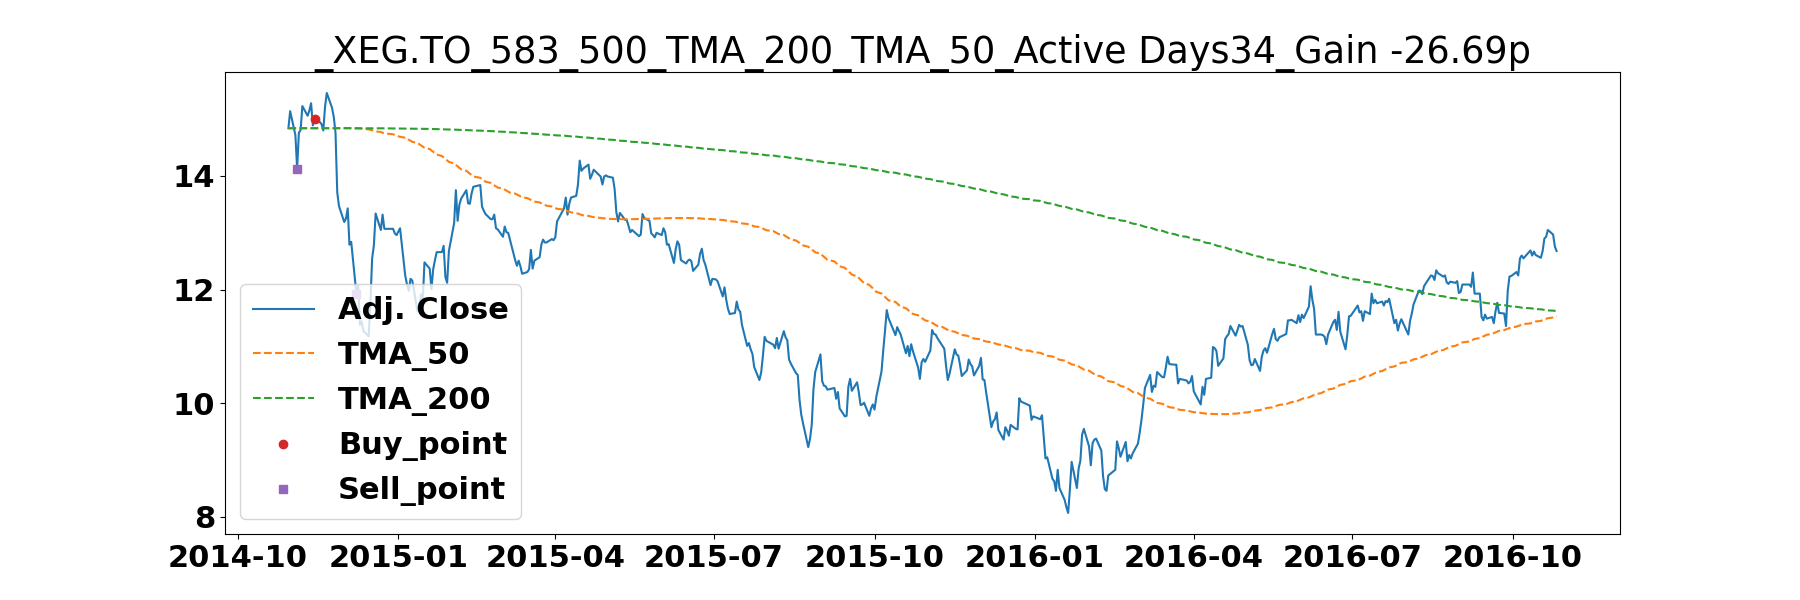 _XEG.TO_583_500_TMA_200_TMA_50_Active Days34_Gain -26.69p
14
12
10
8
Adj. Close
TMA_50
TMA_200
Buy_point
Sell_point
2014-10 2015-01 2015-04 2015-07 2015-10 2016-01 2016-04 2016-07 2016-10